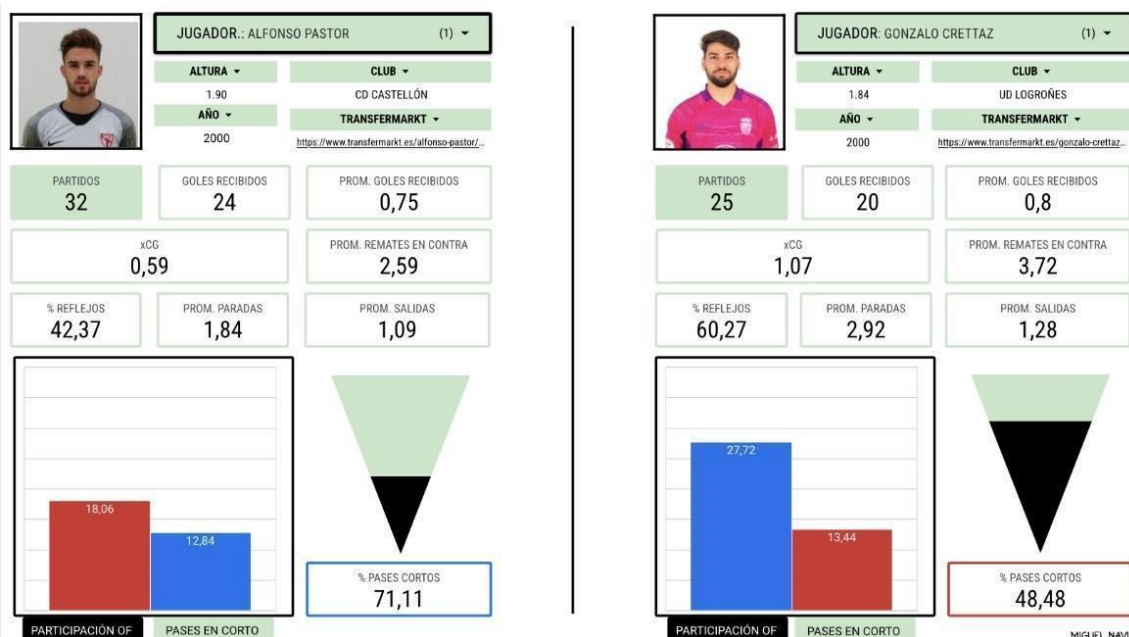 JUGADOR.: ALFONSO PASTOR (1)
ALTURA
CLUB
1.90
CD CASTELLÓN
AÑO
TRANSFERMARKT
2000
https://www.transfermarkt.es/alfonso-pastor/...
PARTIDOS
32
GOLES RECIBIDOS
24
PROM. GOLES RECIBIDOS
0,75
xCG
0,59
PROM. REMATES EN CONTRA
2,59
% REFLEJOS
42,37
PROM. PARADAS
1,84
PROM. SALIDAS
1,09
18,06
12,84
% PASES CORTOS
71,11
PARTICIPACIÓN OF
PASES EN CORTO
JUGADOR: GONZALO CRETTAZ (1)
ALTURA
CLUB
1.84
UD LOGROÑES
AÑO
TRANSFERMARKT
2000
https://www.transfermarkt.es/gonzalo-crettaz...
PARTIDOS
25
GOLES RECIBIDOS
20
PROM. GOLES RECIBIDOS
0,8
xCG
1,07
PROM. REMATES EN CONTRA
3,72
% REFLEJOS
60,27
PROM. PARADAS
2,92
PROM. SALIDAS
1,28
27,72
13,44
% PASES CORTOS
48,48
PARTICIPACIÓN OF
PASES EN CORTO
MIGUEL